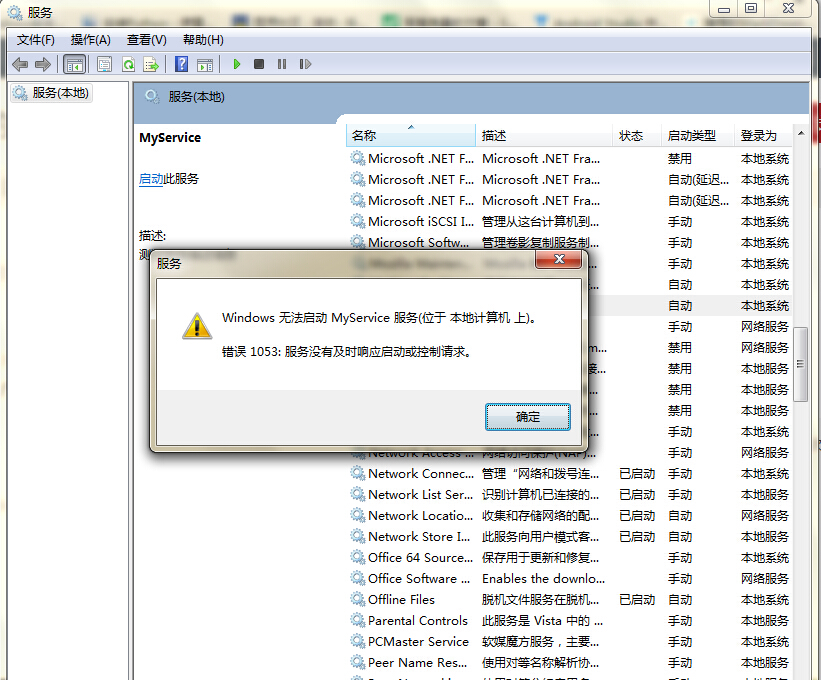 服务
文件(F) 操作(A) 查看(V) 帮助(H)
服务(本地)
服务(本地)
MyService
启动此服务
描述:
名称 描述 状态 启动类型 登录为
Microsoft .NET F... Microsoft .NET Fra... 禁用 本地系统
Microsoft .NET F... Microsoft .NET Fra... 自动(延迟... 本地系统
Microsoft .NET F... Microsoft .NET Fra... 自动(延迟... 本地系统
Microsoft iSCSI I... 管理从这台计算机到... 手动 本地系统
Microsoft Softw... 管理卷影复制服务制... 手动 本地系统
手动 本地系统
手动 本地系统
自动 本地系统
手动 网络服务
禁用 网络服务
禁用 本地服务
禁用 本地服务
禁用 本地服务
手动 本地系统
服务
Windows 无法启动 MyService 服务(位于 本地计算机 上)。
错误 1053: 服务没有及时响应启动或控制请求。
确定
Network Access ... 网络访问保护(NAP)... 手动 网络服务
Network Connec... 管理“网络和拨号连... 已启动 手动 本地系统
Network List Ser... 识别计算机已连接的... 已启动 手动 本地服务
Network Locatio... 收集和存储网络的配... 已启动 自动 网络服务
Network Store I... 此服务向用户模式客... 已启动 自动 本地服务
Office 64 Source... 保存用于更新和修复... 手动 本地系统
Office Software ... Enables the downlo... 手动 网络服务
Offline Files 脱机文件服务在脱机... 已启动 自动 本地系统
Parental Controls 此服务是 Vista 中的 ... 手动 本地服务
PCMaster Service 软媒魔方服务，主要... 手动 本地系统
Peer Name Res... 使用对等名称解析协... 手动 本地服务